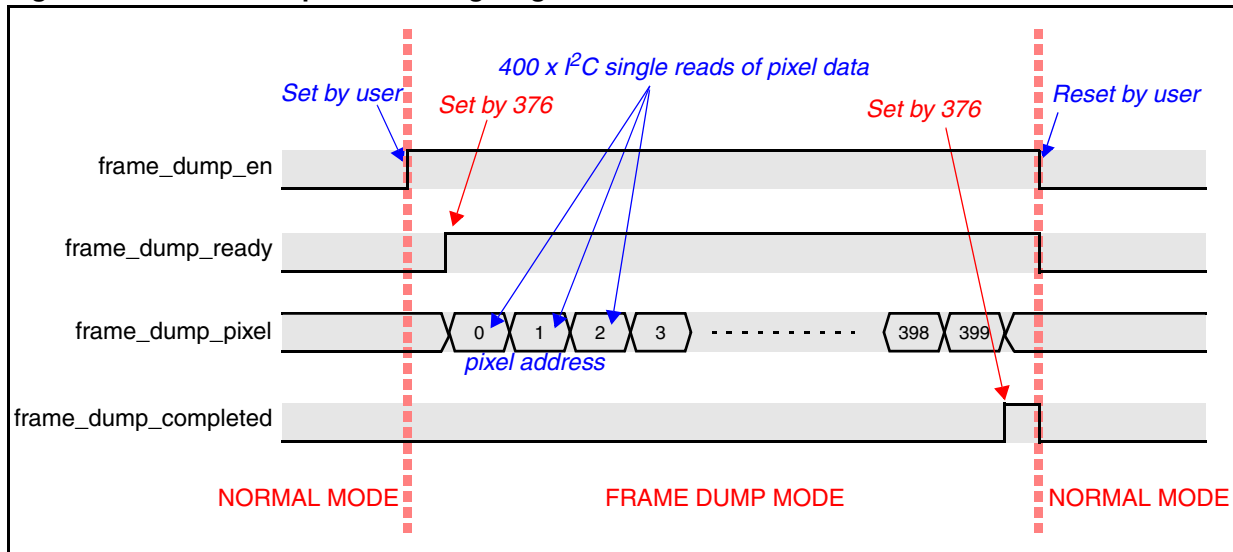 400 x I²C single reads of pixel data
Set by user
Set by 376
Set by 376
Reset by user
frame_dump_en
frame_dump_ready
frame_dump_pixel
0 1 2 3 398 399
pixel address
frame_dump_completed
NORMAL MODE FRAME DUMP MODE NORMAL MODE